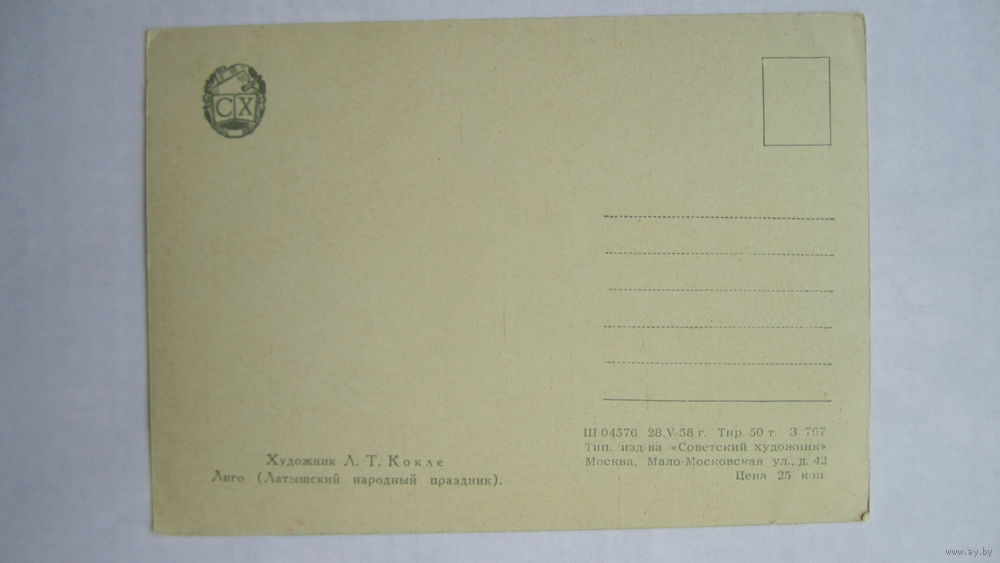 СХ
Художник Л. Т. Кокле
Лиго (Латышский народный праздник).
Ш 04576 28.V-58 г. Тир. 50 т. З. 767
Тип. изд-ва «Советский художник»
Москва, Мало-Московская ул., д. 42
Цена 25 коп
www.ay.by